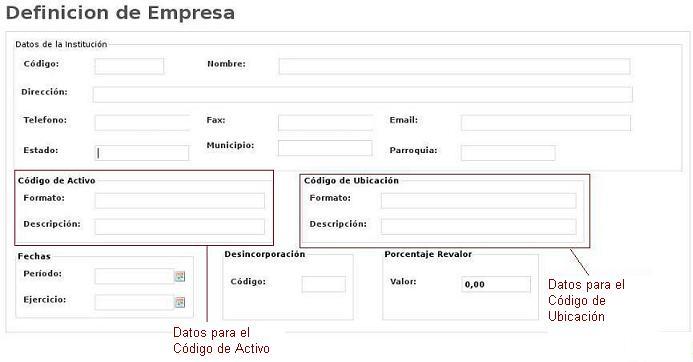 Definicion de Empresa
Datos de la Institución
Código: Nombre:
Dirección:
Telefono: Fax: Email:
Estado: Municipio: Parroquia:
Código de Activo Código de Ubicación
Formato: Formato:
Descripción: Descripción:
Fechas Desincorporación Porcentaje Revalor
Período: Código: Valor: 0,00
Ejercicio:
Datos para el
Código de
Ubicación
Datos para el
Código de Activo